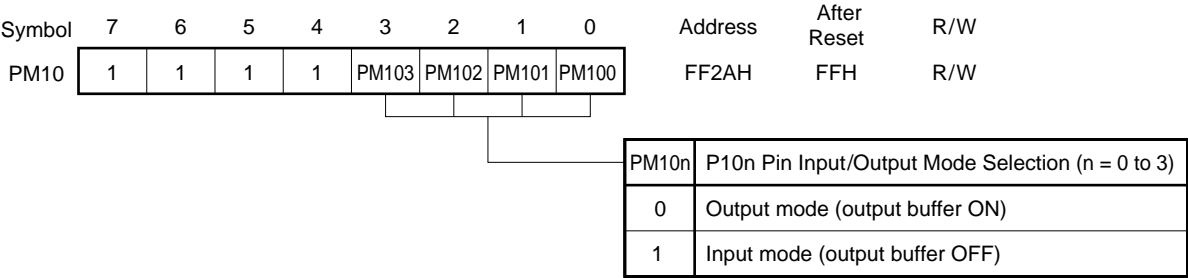 Symbol 7 6 5 4 3 2 1 0 Address After Reset R/W
PM10 1 1 1 1 PM103 PM102 PM101 PM100 FF2AH FFH R/W
PM10n P10n Pin Input/Output Mode Selection (n = 0 to 3)
0 Output mode (output buffer ON)
1 Input mode (output buffer OFF)